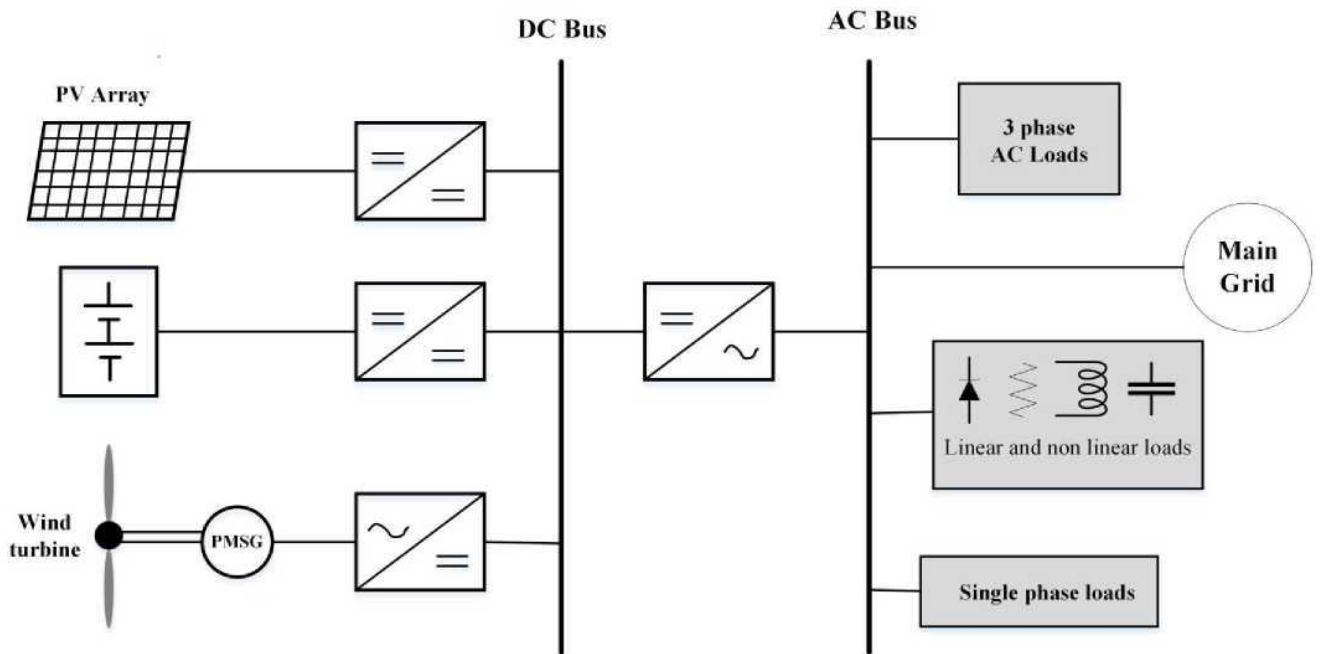 DC Bus
AC Bus
PV Array
3 phase
AC Loads
Main
Grid
Linear and non linear loads
Wind
turbine
PMSG
Single phase loads